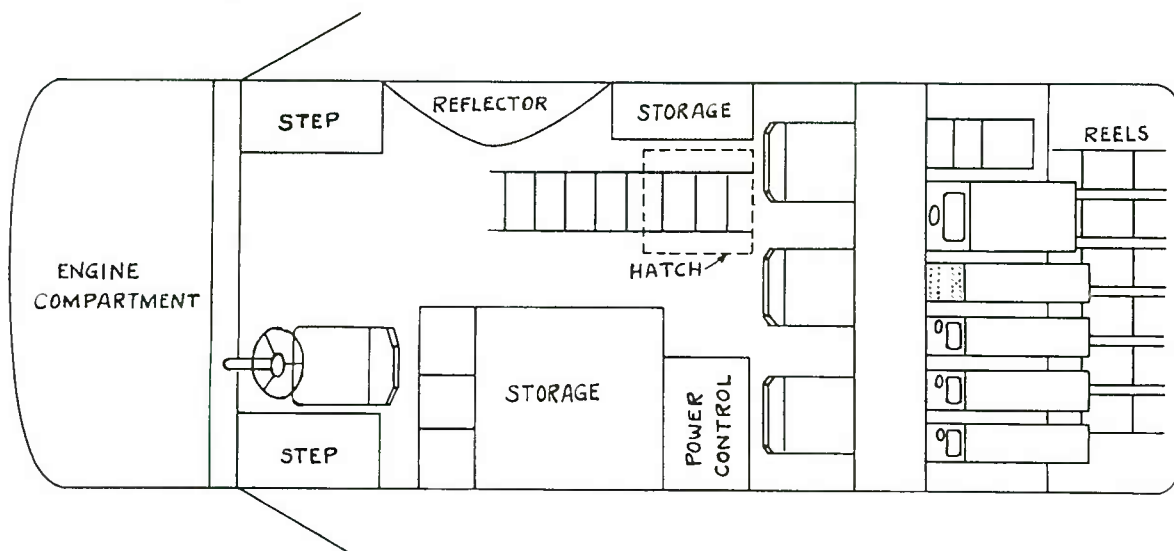 STEP
REFLECTOR
STORAGE
REELS
ENGINE
COMPARTMENT
HATCH
STORAGE
POWER
CONTROL
STEP